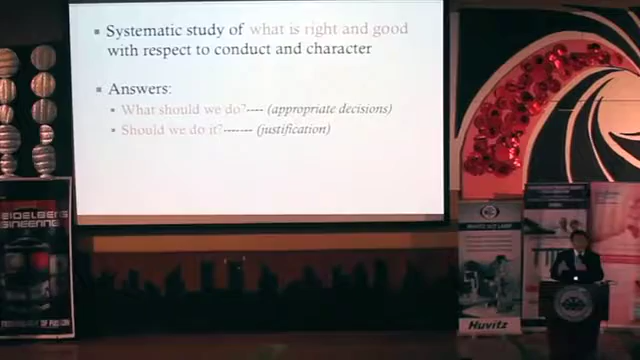 ▪ Systematic study of what is right and good
with respect to conduct and character
▪ Answers:
▪ What should we do?---- (appropriate decisions)
▪ Should we do it?------- (justification)
HEIDELBERG
ENGINEERING
Huvitz